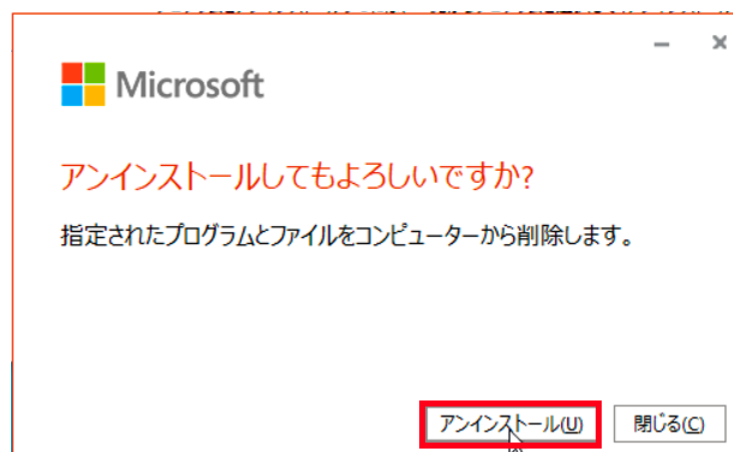 Microsoft
アンインストールしてもよろしいですか?
指定されたプログラムとファイルをコンピューターから削除します。
アンインストール(U) 閉じる(C)